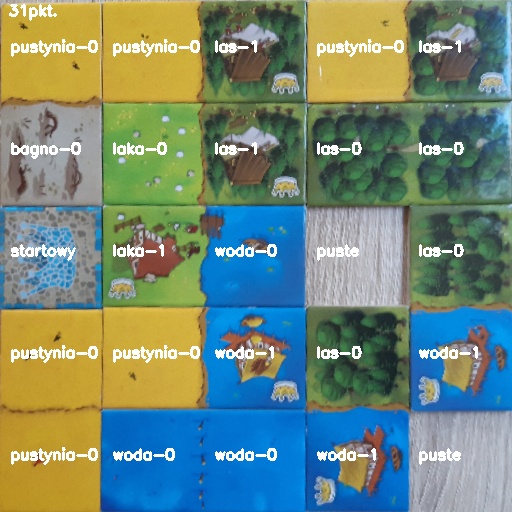 31pkt.
pustynia-0 pustynia-0 las-1 pustynia-0 las-1
bagno-0 laka-0 las-1 las-0 las-0
startowy laka-1 woda-0 puste las-0
pustynia-0 pustynia-0 woda-1 las-0 woda-1
pustynia-0 woda-0 woda-0 woda-1 puste